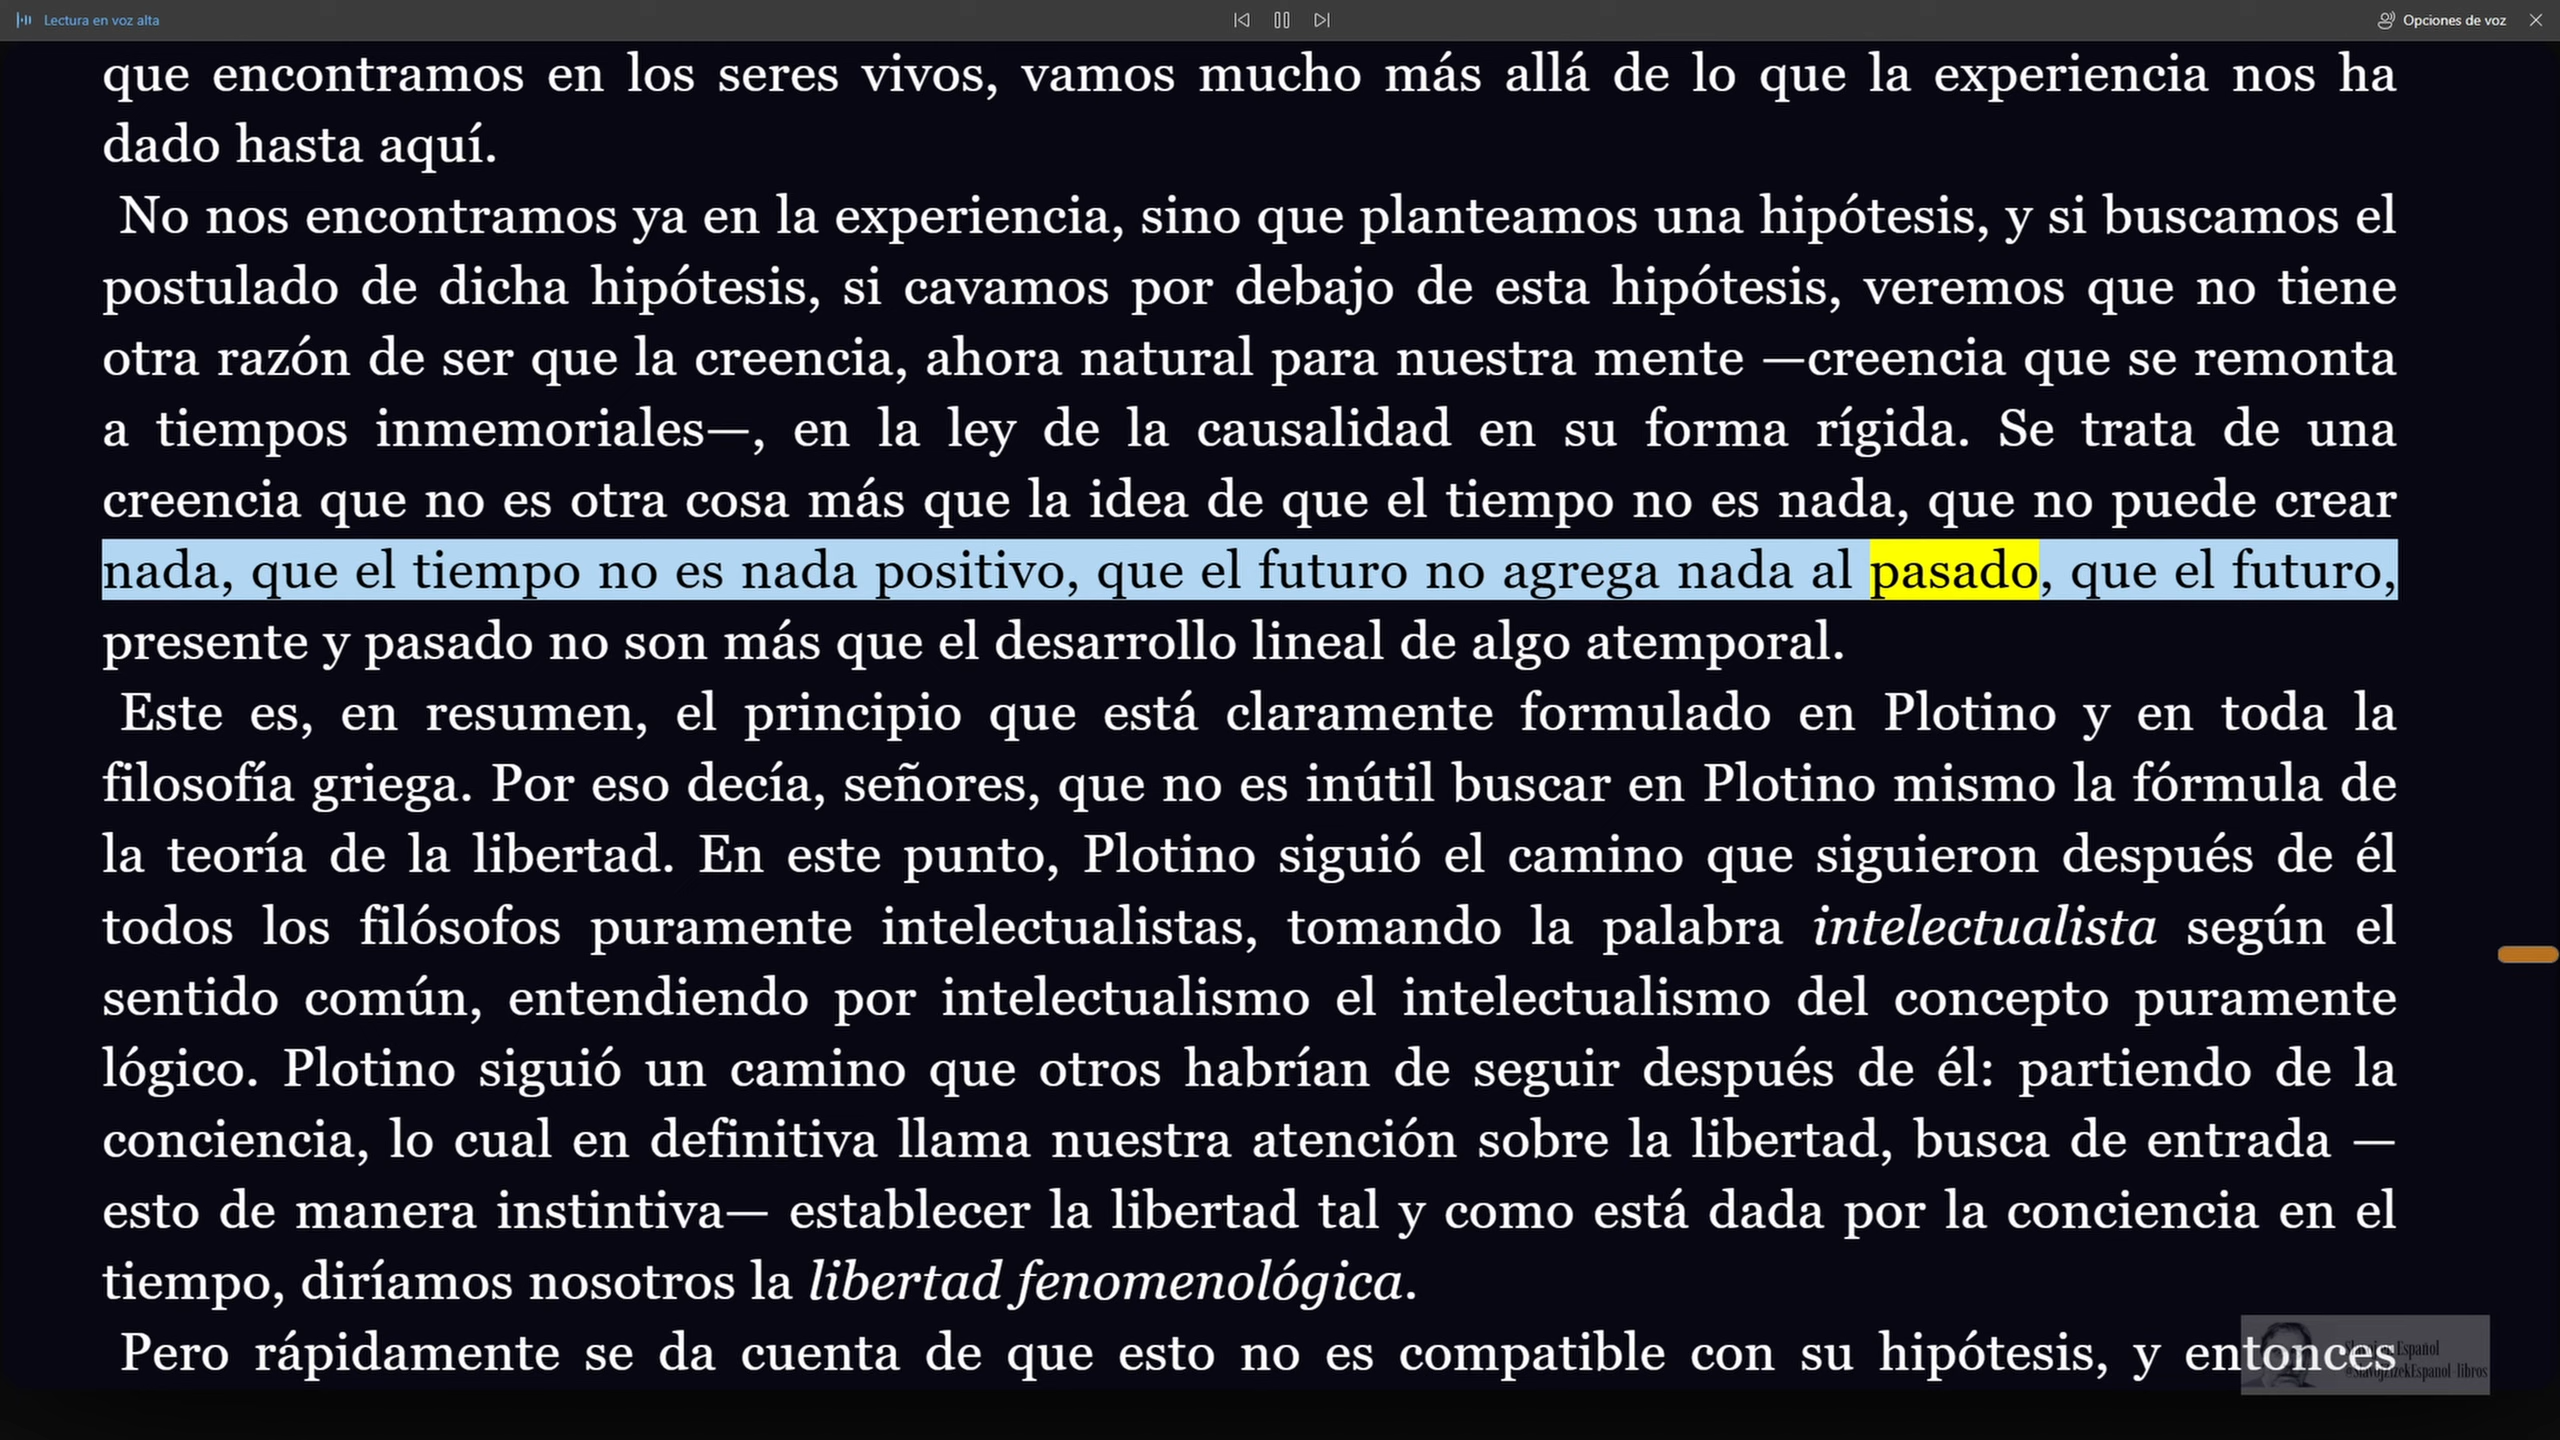 Lectura en voz alta
Opciones de voz
que encontramos en los seres vivos, vamos mucho más allá de lo que la experiencia nos ha
dado hasta aquí.
No nos encontramos ya en la experiencia, sino que planteamos una hipótesis, y si buscamos el
postulado de dicha hipótesis, si cavamos por debajo de esta hipótesis, veremos que no tiene
otra razón de ser que la creencia, ahora natural para nuestra mente —creencia que se remonta
a tiempos inmemoriales—, en la ley de la causalidad en su forma rígida. Se trata de una
creencia que no es otra cosa más que la idea de que el tiempo no es nada, que no puede crear
nada, que el tiempo no es nada positivo, que el futuro no agrega nada al pasado, que el futuro,
presente y pasado no son más que el desarrollo lineal de algo atemporal.
Este es, en resumen, el principio que está claramente formulado en Plotino y en toda la
filosofía griega. Por eso decía, señores, que no es inútil buscar en Plotino mismo la fórmula de
la teoría de la libertad. En este punto, Plotino siguió el camino que siguieron después de él
todos los filósofos puramente intelectualistas, tomando la palabra intelectualista según el
sentido común, entendiendo por intelectualismo el intelectualismo del concepto puramente
lógico. Plotino siguió un camino que otros habrían de seguir después de él: partiendo de la
conciencia, lo cual en definitiva llama nuestra atención sobre la libertad, busca de entrada —
esto de manera instintiva— establecer la libertad tal y como está dada por la conciencia en el
tiempo, diríamos nosotros la libertad fenomenológica.
Pero rápidamente se da cuenta de que esto no es compatible con su hipótesis, y entonces
Español